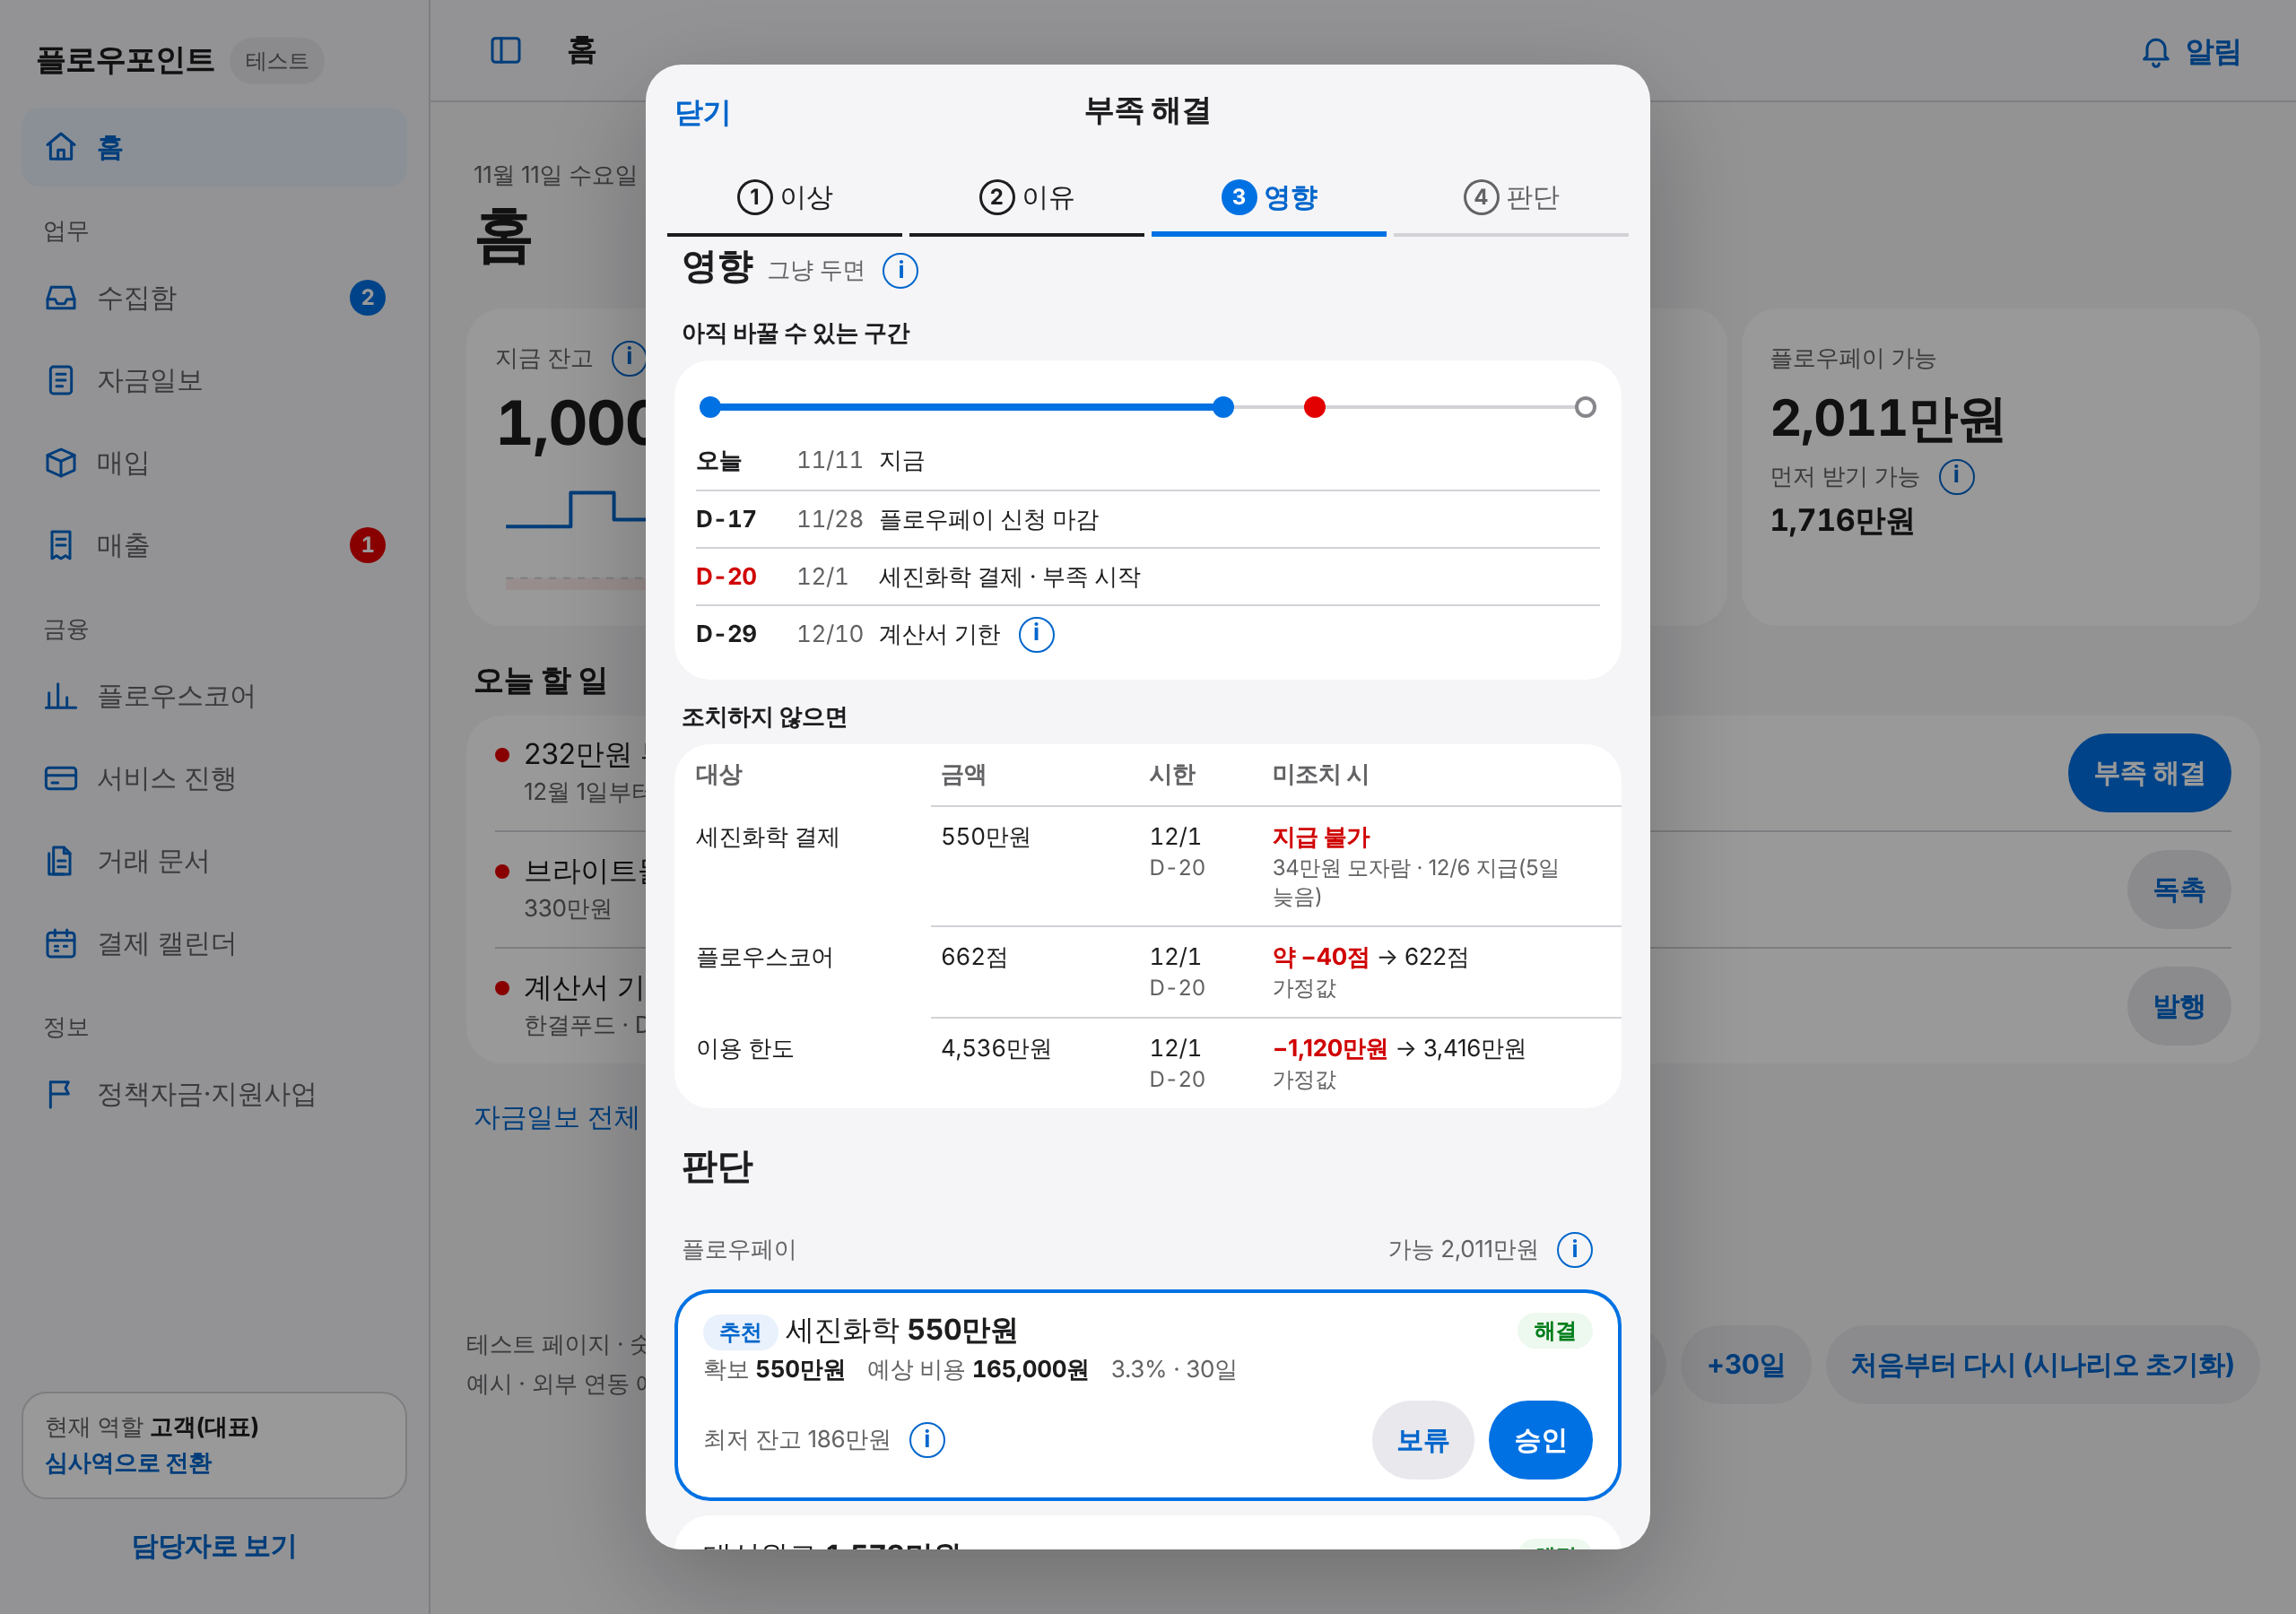 플로우포인트 테스트
홈
업무
수집함 2
자금일보
매입
매출 1
금융
플로우스코어
서비스 진행
거래 문서
결제 캘린더
정보
정책자금·지원사업
현재 역할 고객(대표)
심사역으로 전환
담당자로 보기
홈
알림
11월 11일 수요일
홈
지금 잔고 i
1,000
플로우페이 가능
2,011만원
먼저 받기 가능 i
1,716만원
오늘 할 일
232만원
12월 1일부터
부족 해결
330만원
독촉
계산서
한결푸드 ·
발행
자금일보 전체
테스트 페이지 ·
예시 · 외부 연동
+30일
처음부터 다시 (시나리오 초기화)
닫기
부족 해결
1 이상
2 이유
3 영향
4 판단
영향 그냥 두면 i
아직 바꿀 수 있는 구간
오늘 11/11 지금
D-17 11/28 플로우페이 신청 마감
D-20 12/1 세진화학 결제 · 부족 시작
D-29 12/10 계산서 기한 i
조치하지 않으면
대상 금액 시한 미조치 시
세진화학 결제 550만원 12/1 지급 불가
D-20 34만원 모자람 · 12/6 지급(5일
늦음)
플로우스코어 662점 12/1 약 −40점 → 622점
D-20 가정값
이용 한도 4,536만원 12/1 −1,120만원 → 3,416만원
D-20 가정값
판단
플로우페이 가능 2,011만원 i
추천 세진화학 550만원 해결
확보 550만원 예상 비용 165,000원 3.3% · 30일
최저 잔고 186만원 i
보류
승인